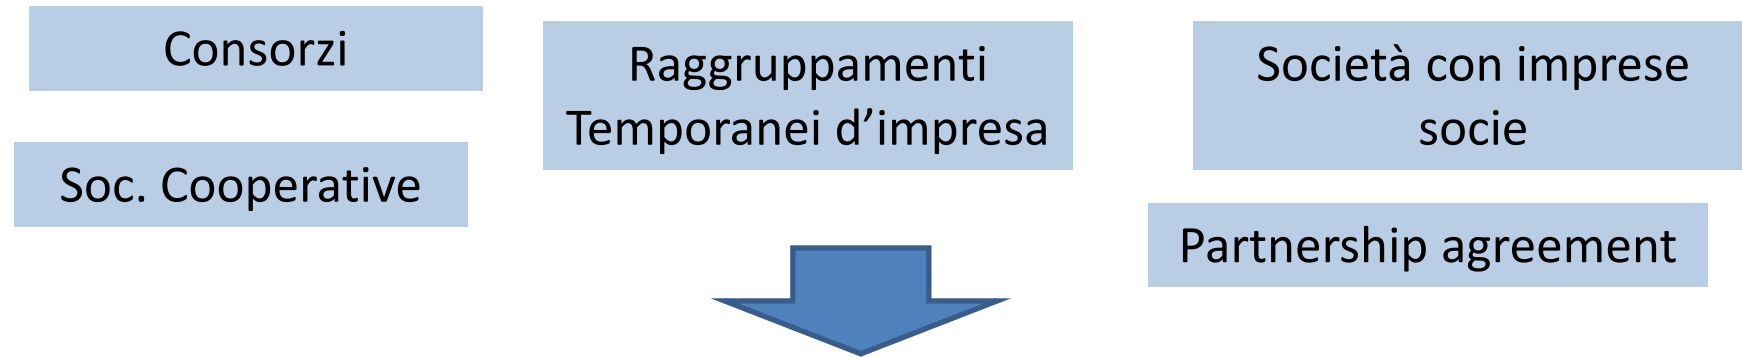 Consorzi
Soc. Cooperative
Raggruppamenti
Temporanei d’impresa
Società con imprese
socie
Partnership agreement